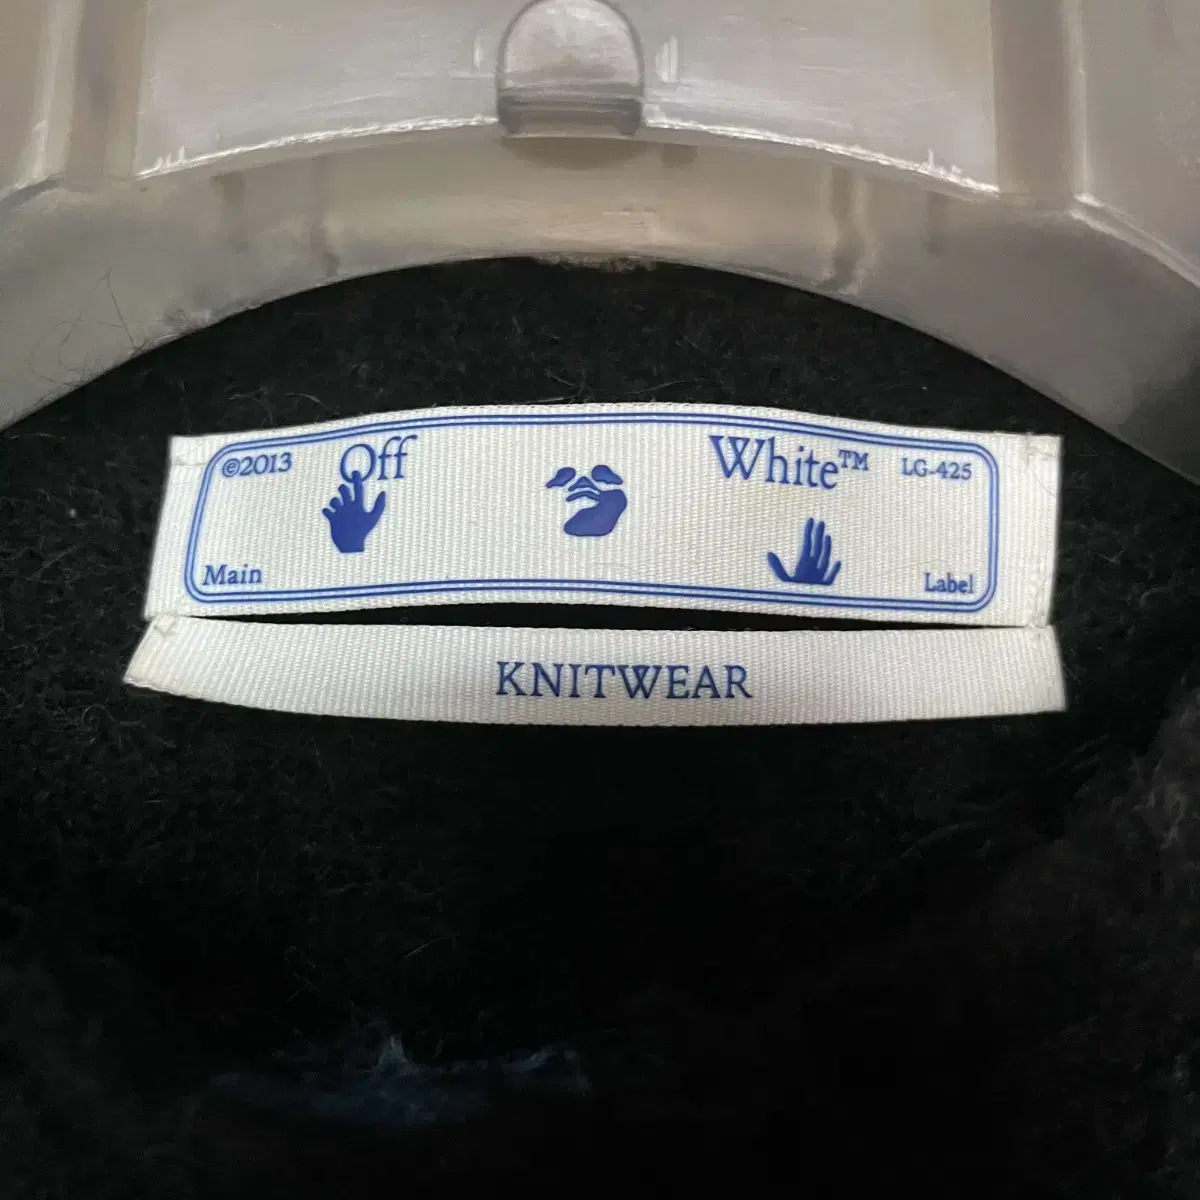 ©2013 Off White™ LG-425
Main Label
KNITWEAR